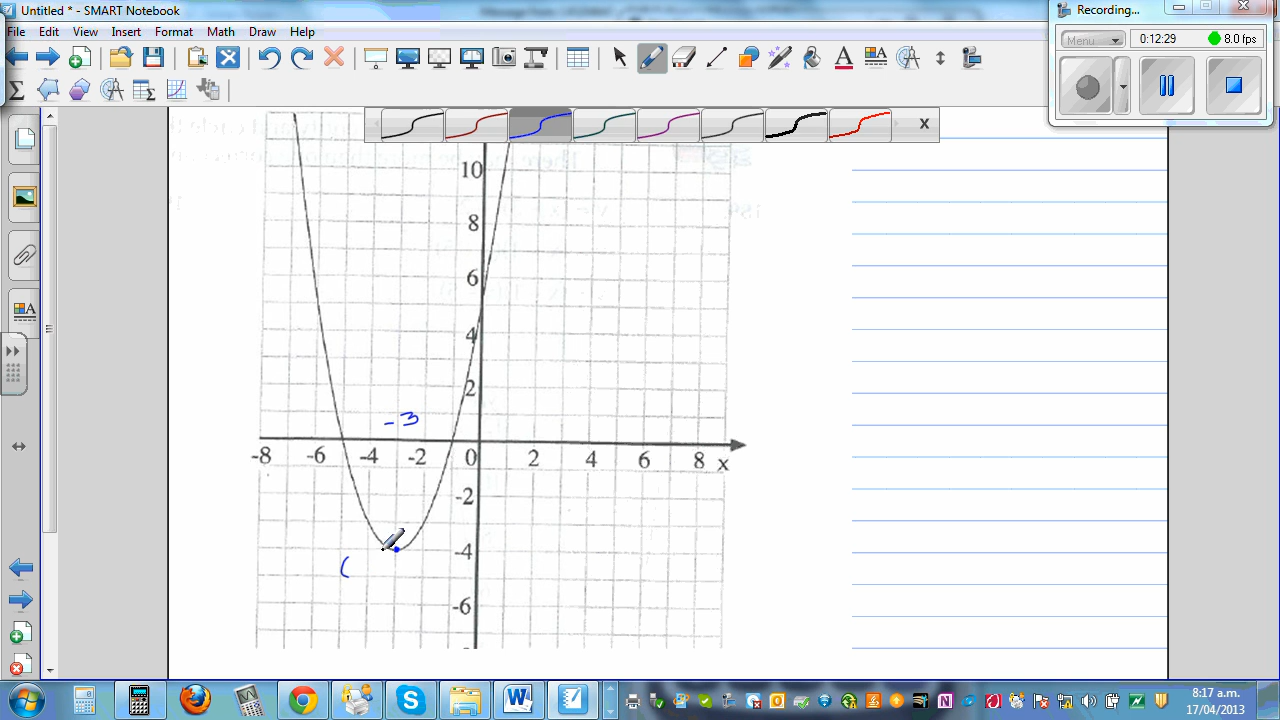 Untitled * - SMART Notebook
Recording...
File Edit View Insert Format Math Draw Help
Menu 0:12:29 8.0 fps
X
10
8
6
4
2
-3
-8 -6 -4 -2 0 2 4 6 8 x
-2
-4
(
-6
8:17 a.m.
17/04/2013